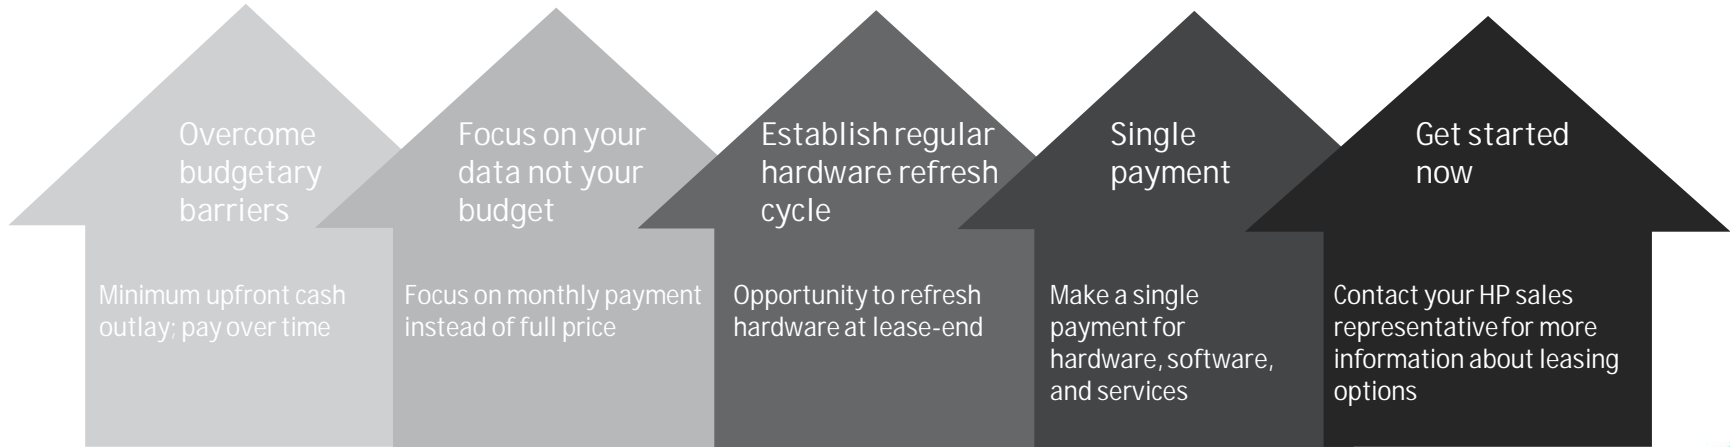 Overcome
budgetary
barriers
Minimum upfront cash
outlay; pay over time
Focus on your
data not your
budget
Focus on monthly payment
instead of full price
Establish regular
hardware refresh
cycle
Opportunity to refresh
hardware at lease-end
Single
payment
Make a single
payment for
hardware, software,
and services
Get started
now
Contact your HP sales
representative for more
information about leasing
options